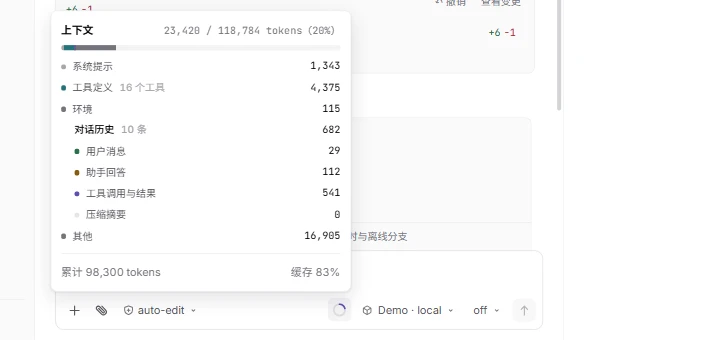 +6 -1
撤销 查看变更
上下文 23,420 / 118,784 tokens (20%)
+6 -1
系统提示 1,343
工具定义 16 个工具 4,375
环境 115
对话历史 10 条 682
用户消息 29
助手回答 112
工具调用与结果 541
压缩摘要 0
其他 16,905
时与离线分支
累计 98,300 tokens 缓存 83%
auto-edit Demo · local off